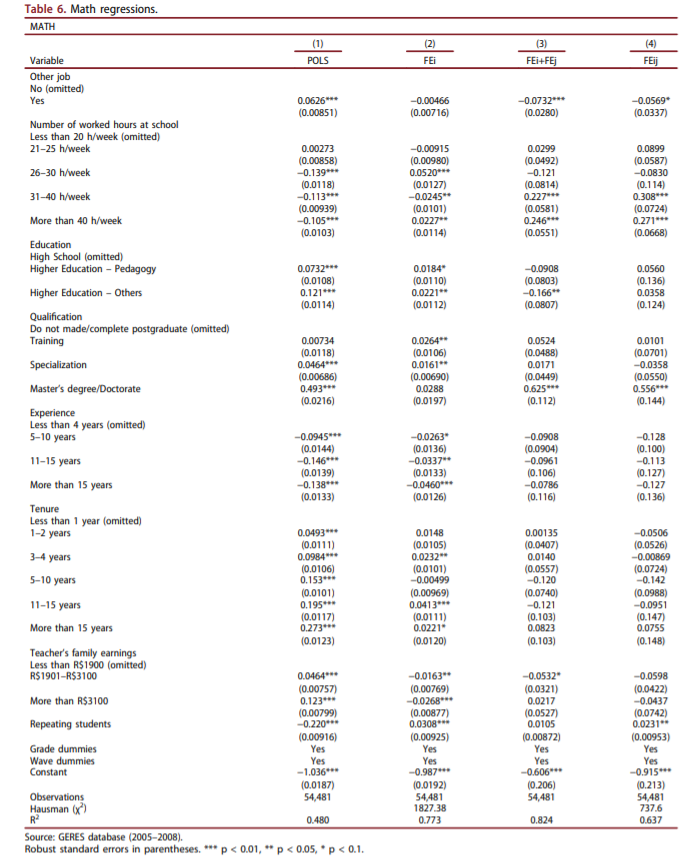 Table 6. Math regressions.
MATH
(1) (2) (3) (4)
Variable POLS FEi FEi+FEj FEij
Other job
No (omitted)
Yes 0.0626*** −0.00466 −0.0732*** −0.0569*
(0.00851) (0.00716) (0.0280) (0.0337)
Number of worked hours at school
Less than 20 h/week (omitted)
21–25 h/week 0.00273 −0.00915 0.0299 0.0899
(0.00858) (0.00980) (0.0492) (0.0587)
26–30 h/week −0.139*** 0.0520*** −0.121 −0.0830
(0.0118) (0.0127) (0.0814) (0.114)
31–40 h/week −0.113*** −0.0245** 0.227*** 0.308***
(0.00939) (0.0101) (0.0581) (0.0724)
More than 40 h/week −0.105*** 0.0227** 0.246*** 0.271***
(0.0103) (0.0114) (0.0551) (0.0668)
Education
High School (omitted)
Higher Education – Pedagogy 0.0732*** 0.0184* −0.0908 0.0560
(0.0108) (0.0110) (0.0803) (0.136)
Higher Education – Others 0.121*** 0.0221** −0.166** 0.0358
(0.0114) (0.0112) (0.0807) (0.124)
Qualification
Do not made/complete postgraduate (omitted)
Training 0.00734 0.0264** 0.0524 0.0101
(0.0118) (0.0106) (0.0488) (0.0701)
Specialization 0.0464*** 0.0161** 0.0171 −0.0358
(0.00686) (0.00690) (0.0449) (0.0550)
Master's degree/Doctorate 0.493*** 0.0288 0.625*** 0.556***
(0.0216) (0.0197) (0.112) (0.144)
Experience
Less than 4 years (omitted)
5–10 years −0.0945*** −0.0263* −0.0908 −0.128
(0.0144) (0.0136) (0.0904) (0.100)
11–15 years −0.146*** −0.0337** −0.0961 −0.113
(0.0139) (0.0133) (0.106) (0.127)
More than 15 years −0.138*** −0.0460*** −0.0786 −0.127
(0.0133) (0.0126) (0.116) (0.136)
Tenure
Less than 1 year (omitted)
1–2 years 0.0493*** 0.0148 0.00135 −0.0506
(0.0111) (0.0105) (0.0407) (0.0526)
3–4 years 0.0984*** 0.0232** 0.0140 −0.00869
(0.0106) (0.0101) (0.0557) (0.0724)
5–10 years 0.153*** −0.00499 −0.120 −0.142
(0.0101) (0.00969) (0.0740) (0.0988)
11–15 years 0.195*** 0.0413*** −0.121 −0.0951
(0.0117) (0.0111) (0.103) (0.147)
More than 15 years 0.273*** 0.0221* 0.0823 0.0755
(0.0123) (0.0120) (0.103) (0.148)
Teacher's family earnings
Less than R$1900 (omitted)
R$1901–R$3100 0.0464*** −0.0163** −0.0532* −0.0598
(0.00757) (0.00769) (0.0321) (0.0422)
More than R$3100 0.123*** −0.0268*** 0.0217 −0.0437
(0.00799) (0.00877) (0.0527) (0.0742)
Repeating students −0.220*** 0.0308*** 0.0105 0.0231**
(0.00916) (0.00925) (0.00872) (0.00953)
Grade dummies Yes Yes Yes Yes
Wave dummies Yes Yes Yes Yes
Constant −1.036*** −0.987*** −0.606*** −0.915***
(0.0187) (0.0192) (0.206) (0.213)
Observations 54,481 54,481 54,481 54,481
Hausman (χ²) 1827.38 737.6
R² 0.480 0.773 0.824 0.637
Source: GERES database (2005–2008).
Robust standard errors in parentheses. *** p < 0.01, ** p < 0.05, * p < 0.1.